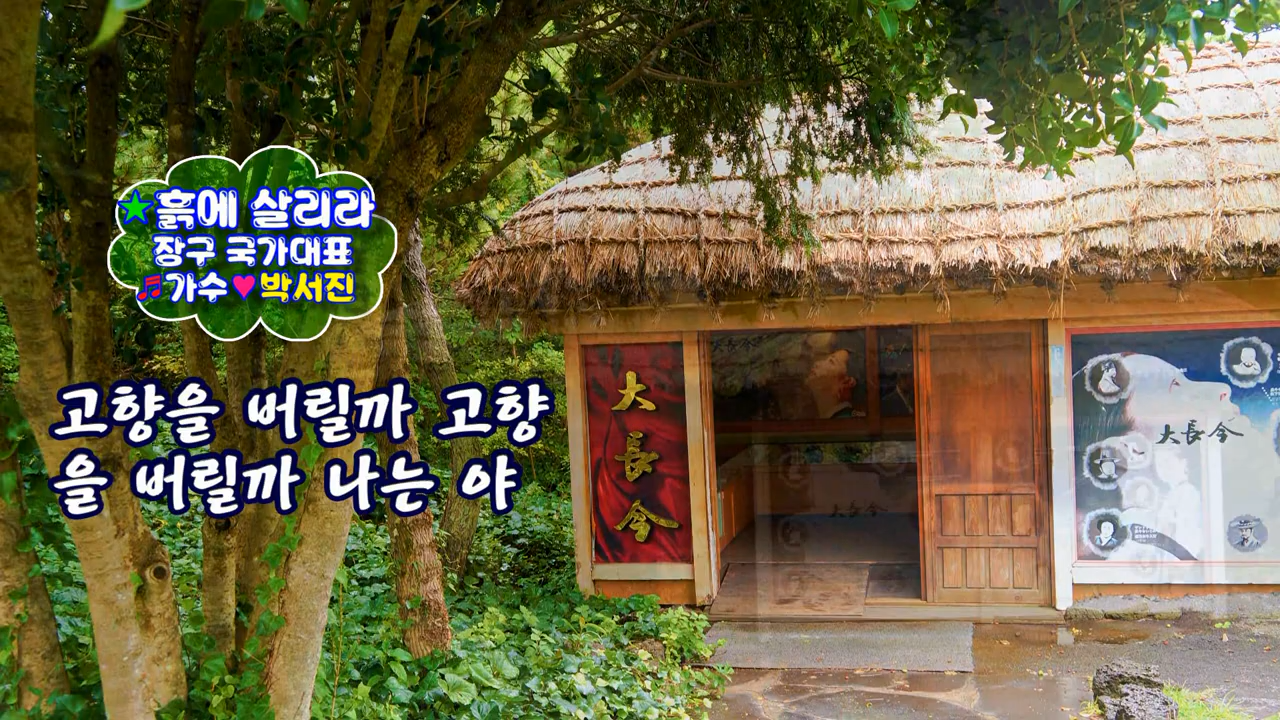 ★흙에 살리라
장구 국가대표
♬가수♥박서진
고향을 버릴까 고향
을 버릴까 나는 야
大
長
今
大長今